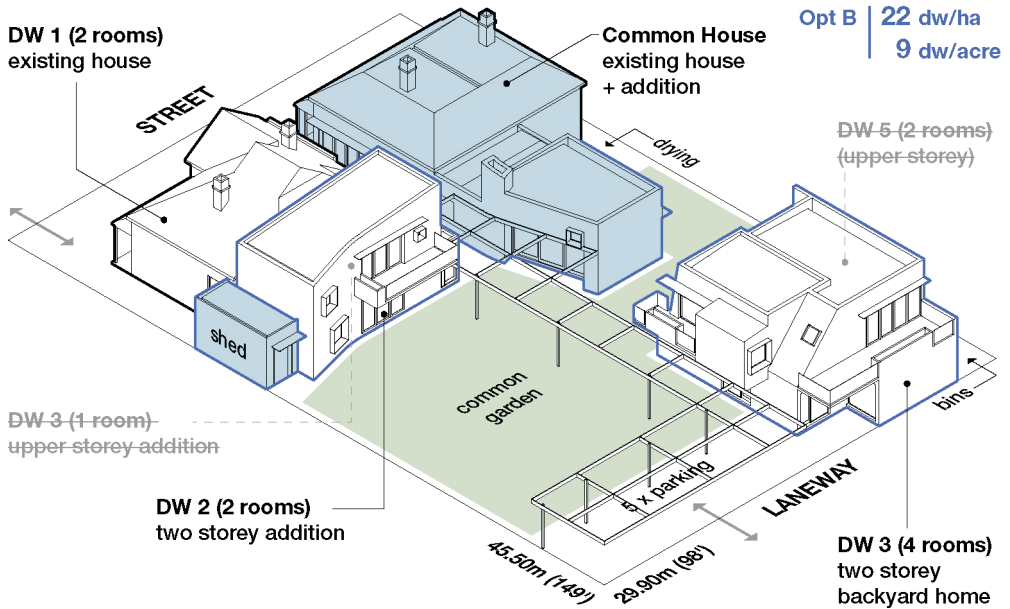 Opt B 22 dw/ha
9 dw/acre
DW 1 (2 rooms)
existing house
STREET
Common House
existing house
+ addition
drying
DW 5 (2 rooms)
(upper storey)
shed
common
garden
DW 3 (1 room)
upper storey addition
bins
5 x parking
LANEWAY
DW 2 (2 rooms)
two storey addition
45.50m (149')
29.90m (98')
DW 3 (4 rooms)
two storey
backyard home